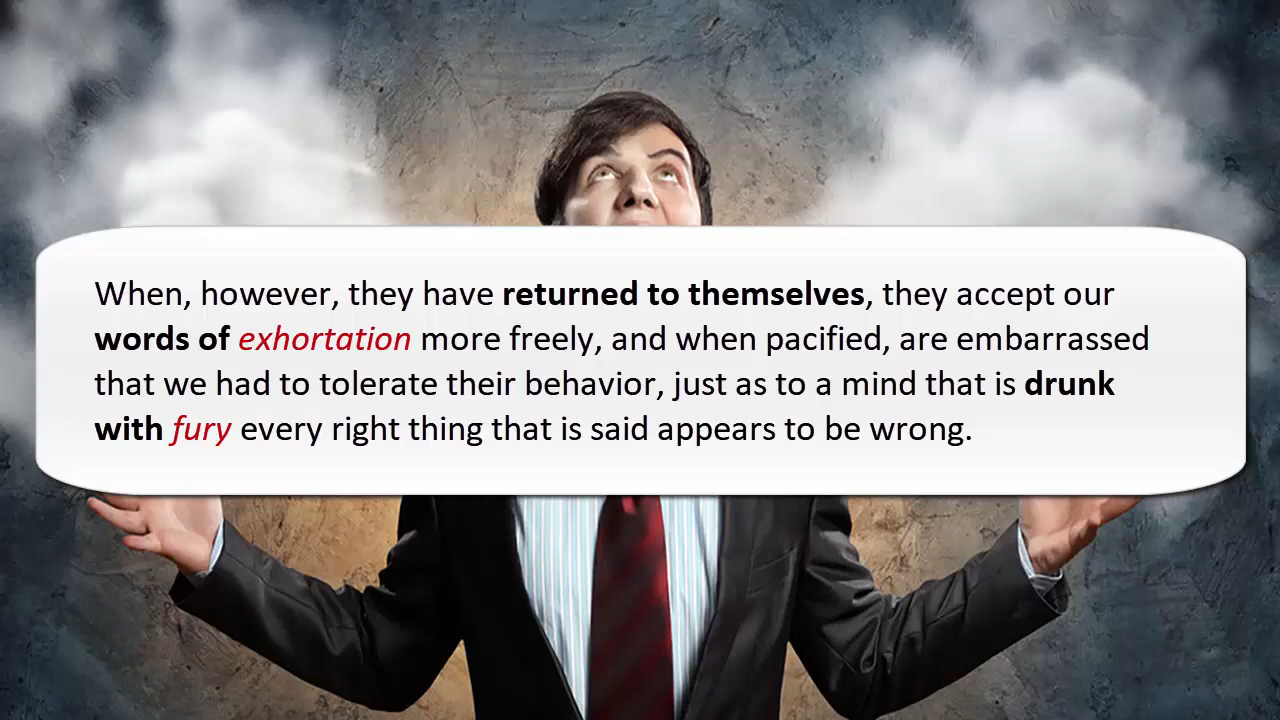 When, however, they have returned to themselves, they accept our
words of exhortation more freely, and when pacified, are embarrassed
that we had to tolerate their behavior, just as to a mind that is drunk
with fury every right thing that is said appears to be wrong.